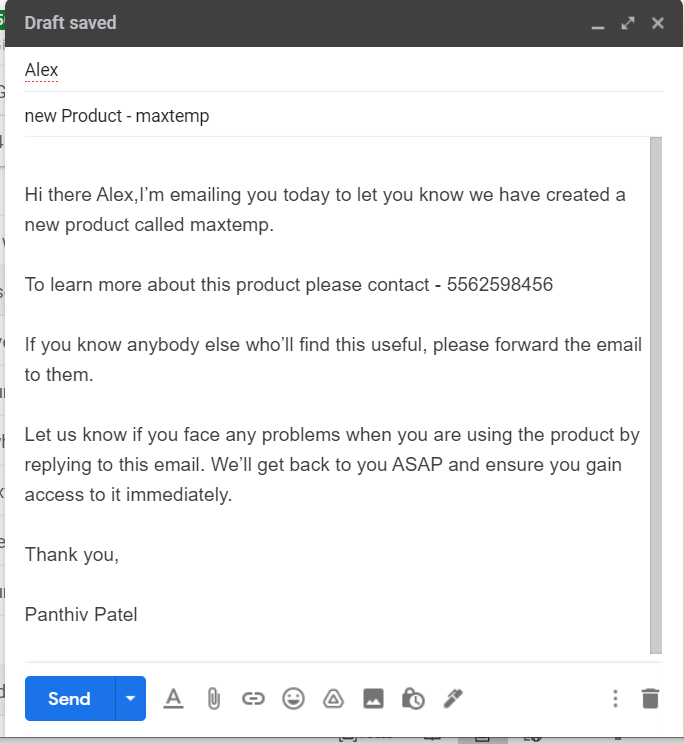 Draft saved
Alex
new Product - maxtemp
Hi there Alex,I’m emailing you today to let you know we have created a
new product called maxtemp.
To learn more about this product please contact - 5562598456
If you know anybody else who’ll find this useful, please forward the email
to them.
Let us know if you face any problems when you are using the product by
replying to this email. We’ll get back to you ASAP and ensure you gain
access to it immediately.
Thank you,
Panthiv Patel
Send